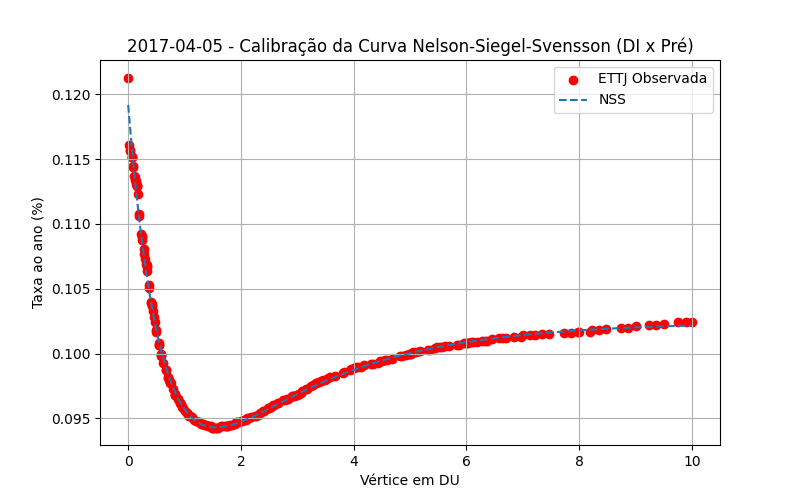 2017-04-05 - Calibração da Curva Nelson-Siegel-Svensson (DI x Pré)
ETTJ Observada
NSS
0.120
0.115
0.110
0.105
0.100
0.095
Taxa ao ano (%)
0 2 4 6 8 10
Vértice em DU